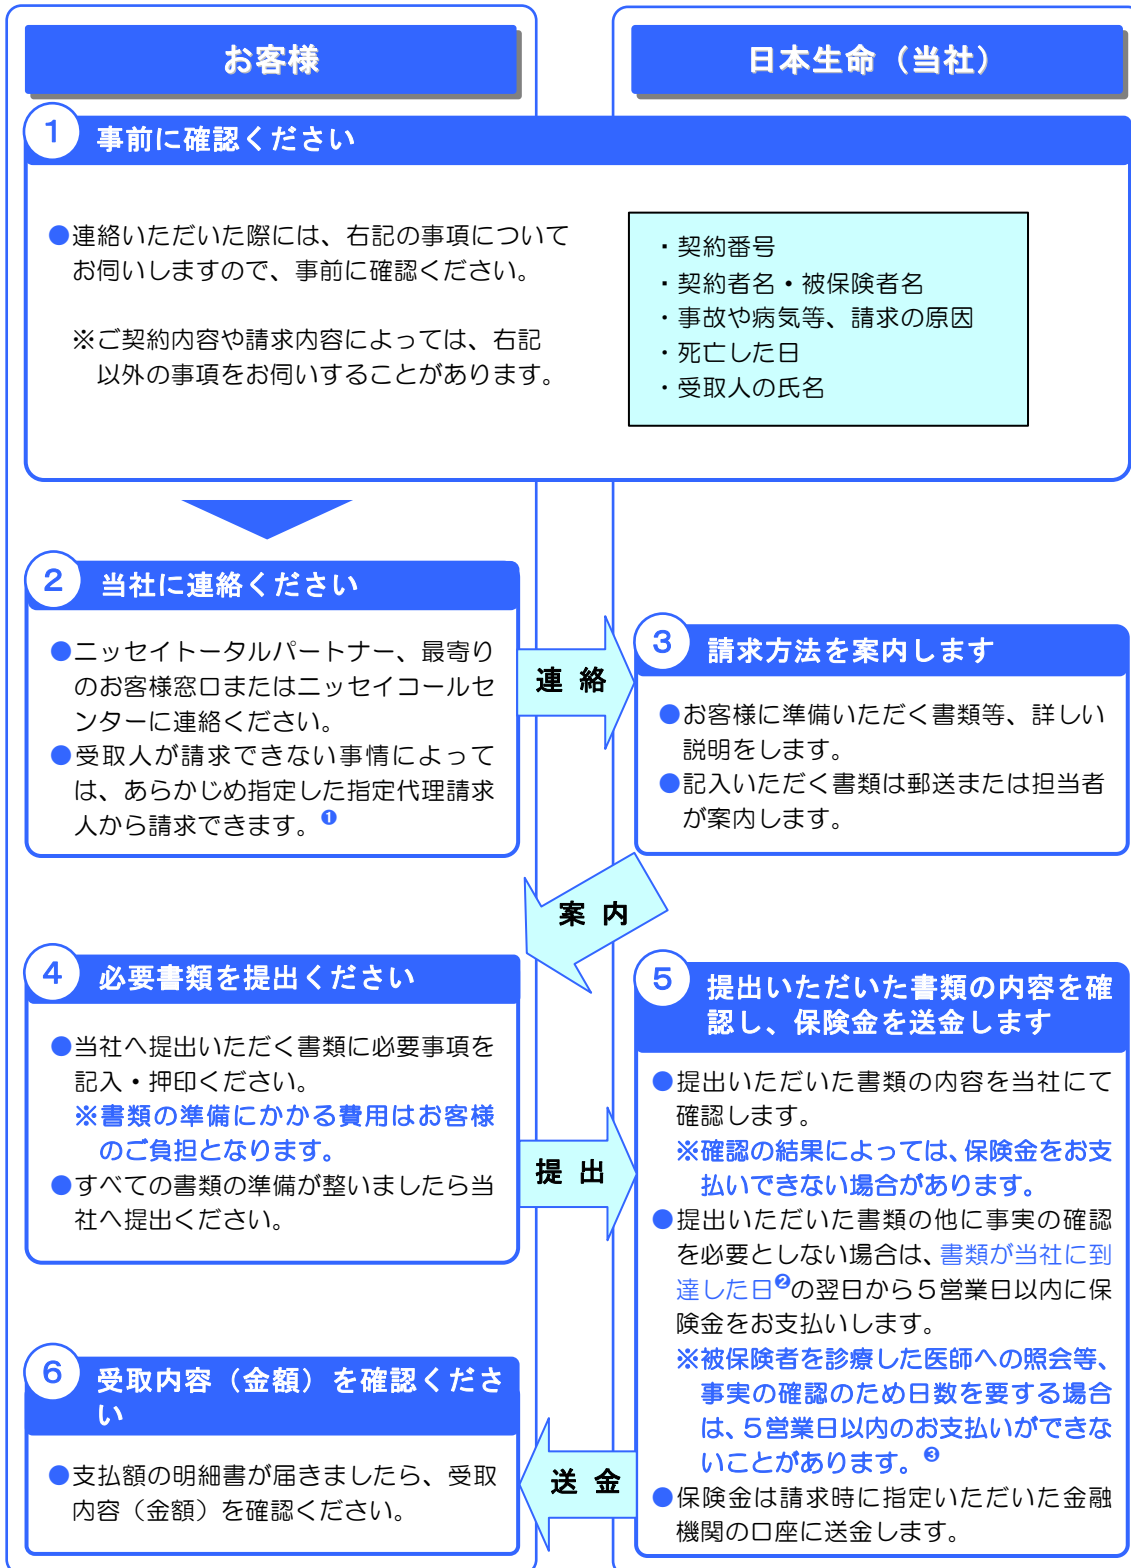 お客様
日本生命（当社）
1 事前に確認ください
●連絡いただいた際には、右記の事項について
お伺いしますので、事前に確認ください。
※ご契約内容や請求内容によっては、右記
以外の事項をお伺いすることがあります。
・契約番号
・契約者名・被保険者名
・事故や病気等、請求の原因
・死亡した日
・受取人の氏名
2 当社に連絡ください
●ニッセイトータルパートナー、最寄り
のお客様窓口またはニッセイコールセ
ンターに連絡ください。
●受取人が請求できない事情によって
は、あらかじめ指定した指定代理請求
人から請求できます。❶
連 絡
3 請求方法を案内します
●お客様に準備いただく書類等、詳しい
説明をします。
●記入いただく書類は郵送または担当者
が案内します。
案 内
4 必要書類を提出ください
●当社へ提出いただく書類に必要事項を
記入・押印ください。
※書類の準備にかかる費用はお客様
のご負担となります。
●すべての書類の準備が整いましたら当
社へ提出ください。
提 出
5 提出いただいた書類の内容を確
認し、保険金を送金します
●提出いただいた書類の内容を当社にて
確認します。
※確認の結果によっては、保険金をお支
払いできない場合があります。
●提出いただいた書類の他に事実の確認
を必要としない場合は、書類が当社に到
達した日❷の翌日から５営業日以内に保
険金をお支払いします。
※被保険者を診療した医師への照会等、
事実の確認のため日数を要する場合
は、５営業日以内のお支払いができな
いことがあります。❸
●保険金は請求時に指定いただいた金融
機関の口座に送金します。
送 金
6 受取内容（金額）を確認くださ
い
●支払額の明細書が届きましたら、受取
内容（金額）を確認ください。